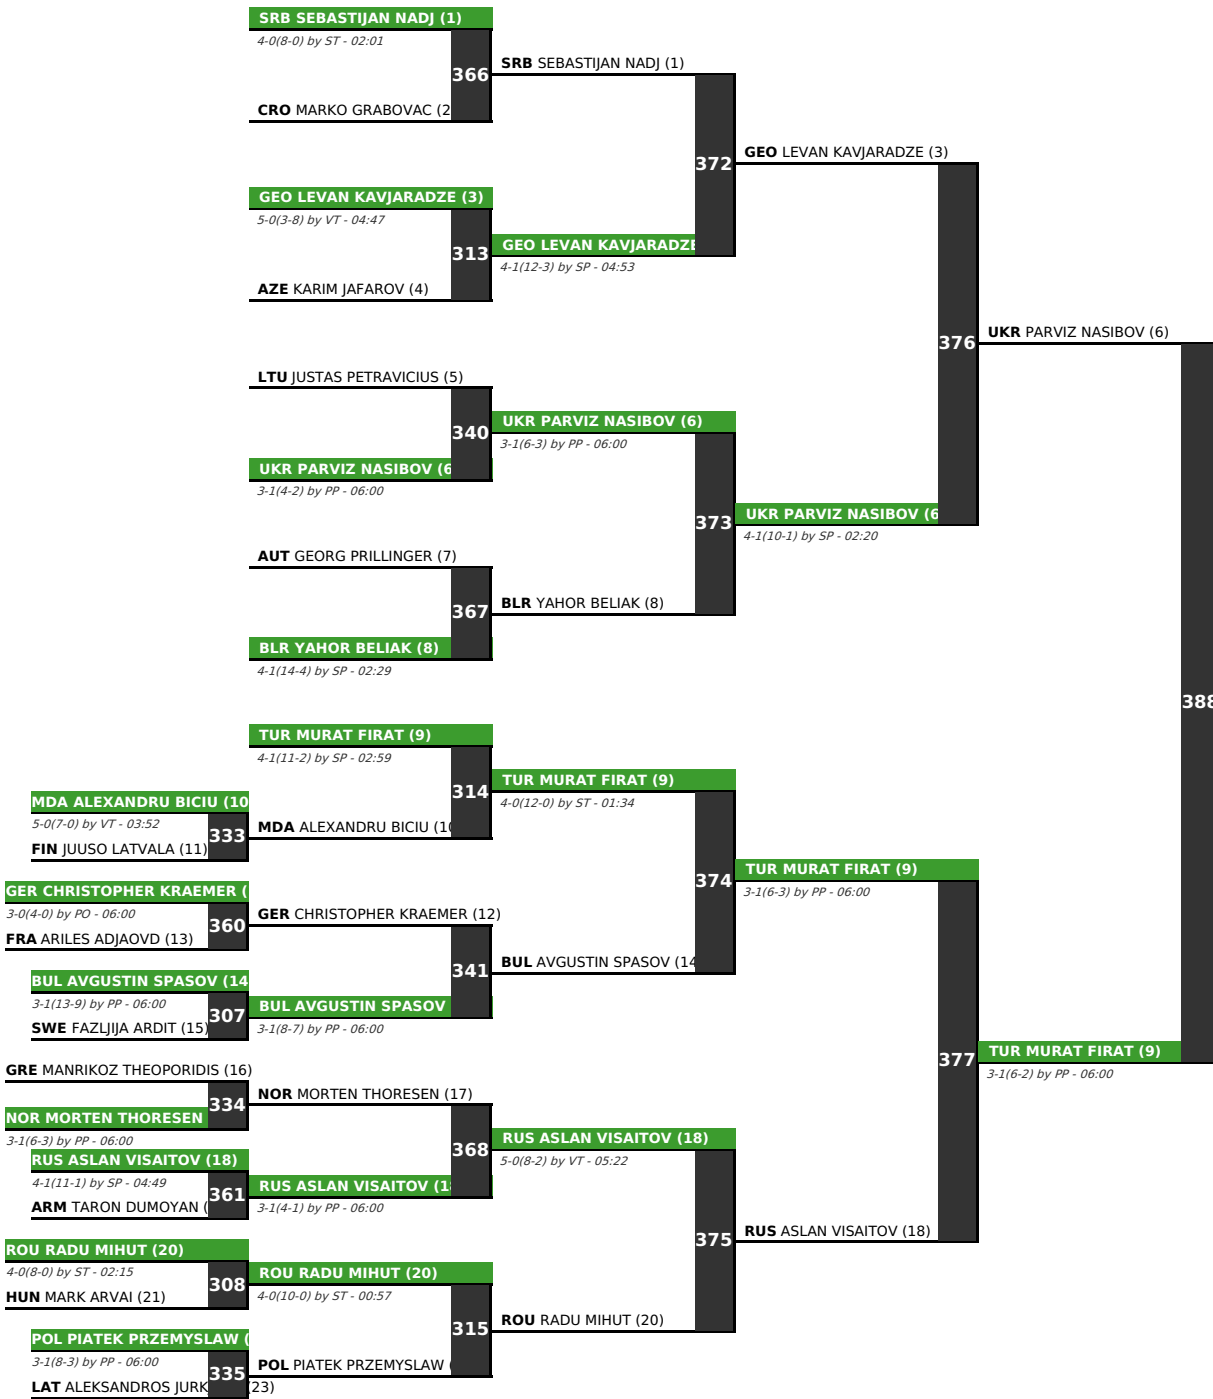 SRB SEBASTIJAN NADJ (1)
4-0(8-0) by ST - 02:01
366
SRB SEBASTIJAN NADJ (1)
CRO MARKO GRABOVAC (2
372
GEO LEVAN KAVJARADZE (3)
GEO LEVAN KAVJARADZE (3)
5-0(3-8) by VT - 04:47
313
GEO LEVAN KAVJARADZE
4-1(12-3) by SP - 04:53
AZE KARIM JAFAROV (4)
376
UKR PARVIZ NASIBOV (6)
LTU JUSTAS PETRAVICIUS (5)
340
UKR PARVIZ NASIBOV (6)
3-1(6-3) by PP - 06:00
UKR PARVIZ NASIBOV (6
3-1(4-2) by PP - 06:00
373
UKR PARVIZ NASIBOV (6
4-1(10-1) by SP - 02:20
AUT GEORG PRILLINGER (7)
367
BLR YAHOR BELIAK (8)
BLR YAHOR BELIAK (8)
4-1(14-4) by SP - 02:29
388
TUR MURAT FIRAT (9)
4-1(11-2) by SP - 02:59
314
TUR MURAT FIRAT (9)
4-0(12-0) by ST - 01:34
MDA ALEXANDRU BICIU (10
5-0(7-0) by VT - 03:52
333
MDA ALEXANDRU BICIU (10
FIN JUUSO LATVALA (11)
374
TUR MURAT FIRAT (9)
3-1(6-3) by PP - 06:00
GER CHRISTOPHER KRAEMER (
3-0(4-0) by PO - 06:00
360
GER CHRISTOPHER KRAEMER (12)
FRA ARILES ADJAOVD (13)
341
BUL AVGUSTIN SPASOV (14
BUL AVGUSTIN SPASOV (14
3-1(13-9) by PP - 06:00
307
BUL AVGUSTIN SPASOV
3-1(8-7) by PP - 06:00
SWE FAZLJIJA ARDIT (15)
377
TUR MURAT FIRAT (9)
3-1(6-2) by PP - 06:00
GRE MANRIKOZ THEOPORIDIS (16)
334
NOR MORTEN THORESEN (17)
NOR MORTEN THORESEN
3-1(6-3) by PP - 06:00
368
RUS ASLAN VISAITOV (18)
5-0(8-2) by VT - 05:22
RUS ASLAN VISAITOV (18)
4-1(11-1) by SP - 04:49
361
RUS ASLAN VISAITOV (18
3-1(4-1) by PP - 06:00
ARM TARON DUMOYAN (
375
RUS ASLAN VISAITOV (18)
ROU RADU MIHUT (20)
4-0(8-0) by ST - 02:15
308
ROU RADU MIHUT (20)
4-0(10-0) by ST - 00:57
HUN MARK ARVAI (21)
315
ROU RADU MIHUT (20)
POL PIATEK PRZEMYSLAW (
3-1(8-3) by PP - 06:00
335
POL PIATEK PRZEMYSLAW (
LAT ALEKSANDROS JURK (23)